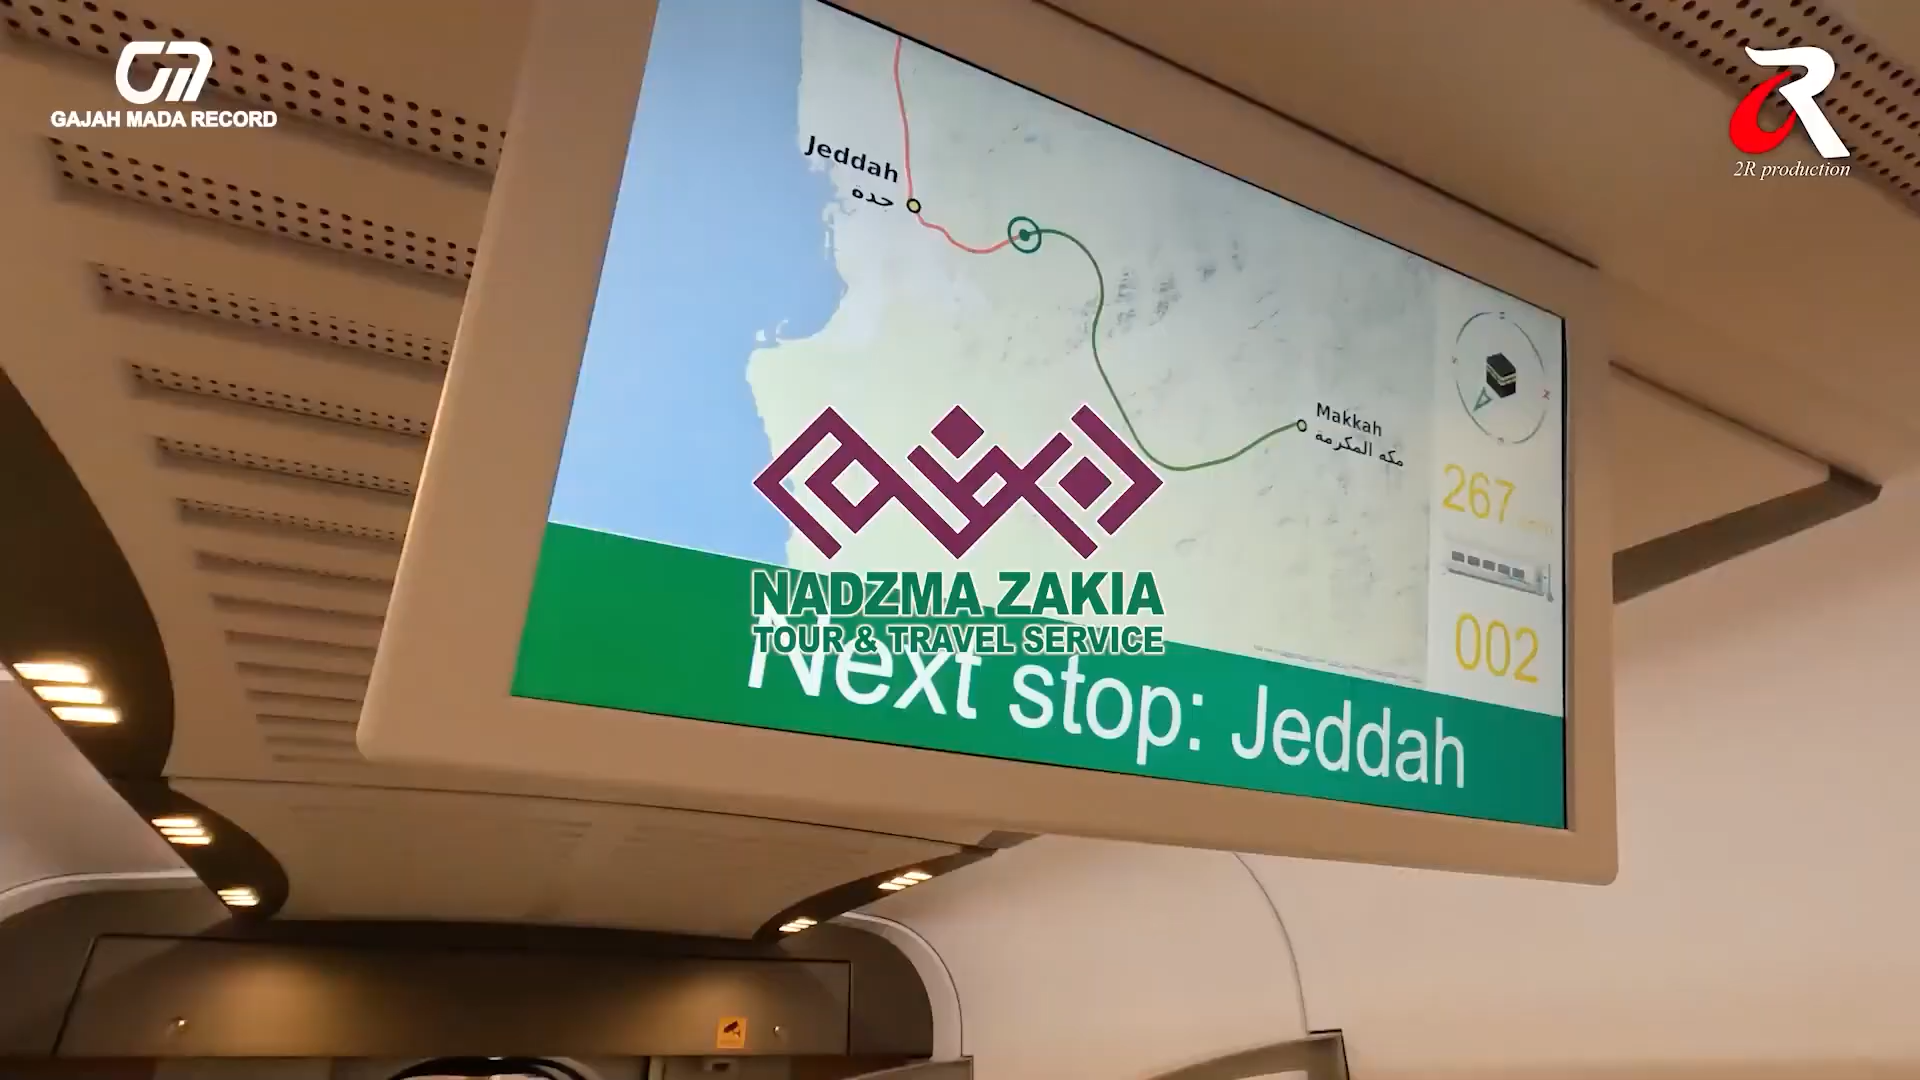 GAJAH MADA RECORD
2R production
Jeddah
جدة
Makkah
مكه المكرمة
267
002
NADZMA ZAKIA
TOUR & TRAVEL SERVICE
Next stop: Jeddah